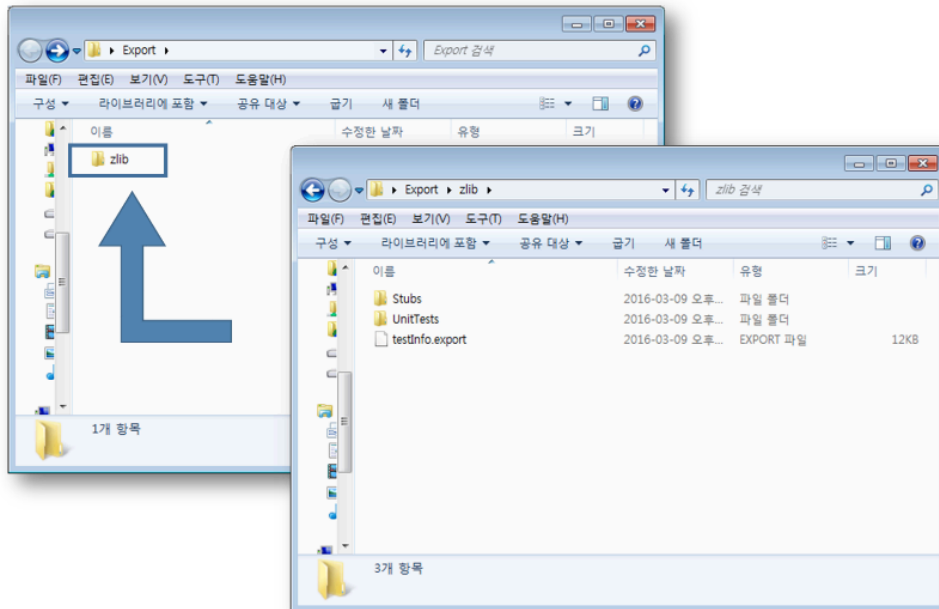 Export
Export 검색
파일(F) 편집(E) 보기(V) 도구(T) 도움말(H)
구성 라이브러리에 포함 공유 대상 굽기 새 폴더
이름 수정한 날짜 유형 크기
zlib
1개 항목
Export zlib
zlib 검색
파일(F) 편집(E) 보기(V) 도구(T) 도움말(H)
구성 라이브러리에 포함 공유 대상 굽기 새 폴더
이름 수정한 날짜 유형 크기
Stubs 2016-03-09 오후... 파일 폴더
UnitTests 2016-03-09 오후... 파일 폴더
testInfo.export 2016-03-09 오후... EXPORT 파일 12KB
3개 항목